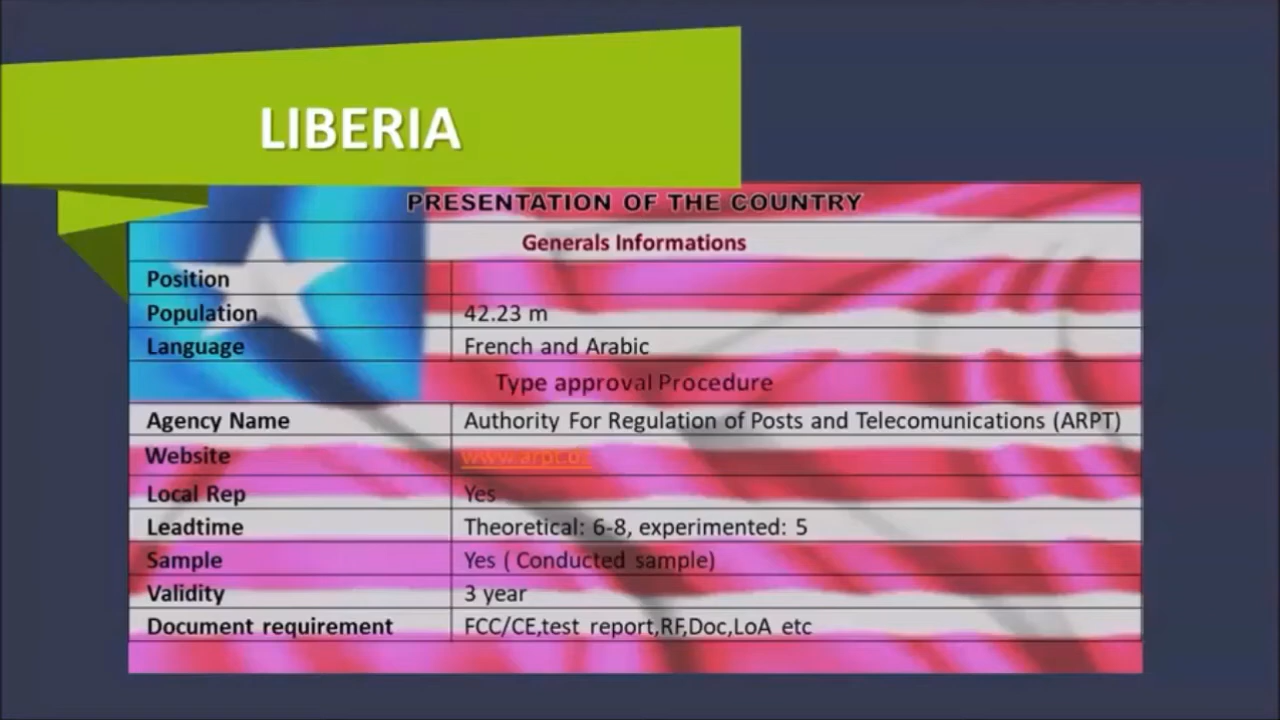 LIBERIA
PRESENTATION OF THE COUNTRY
Generals Informations
Position
Population 42.23 m
Language French and Arabic
Type approval Procedure
Agency Name Authority For Regulation of Posts and Telecomunications (ARPT)
Website
Local Rep Yes
Leadtime Theoretical: 6-8, experimented: 5
Sample Yes ( Conducted sample)
Validity 3 year
Document requirement FCC/CE,test report,RF,Doc,LoA etc